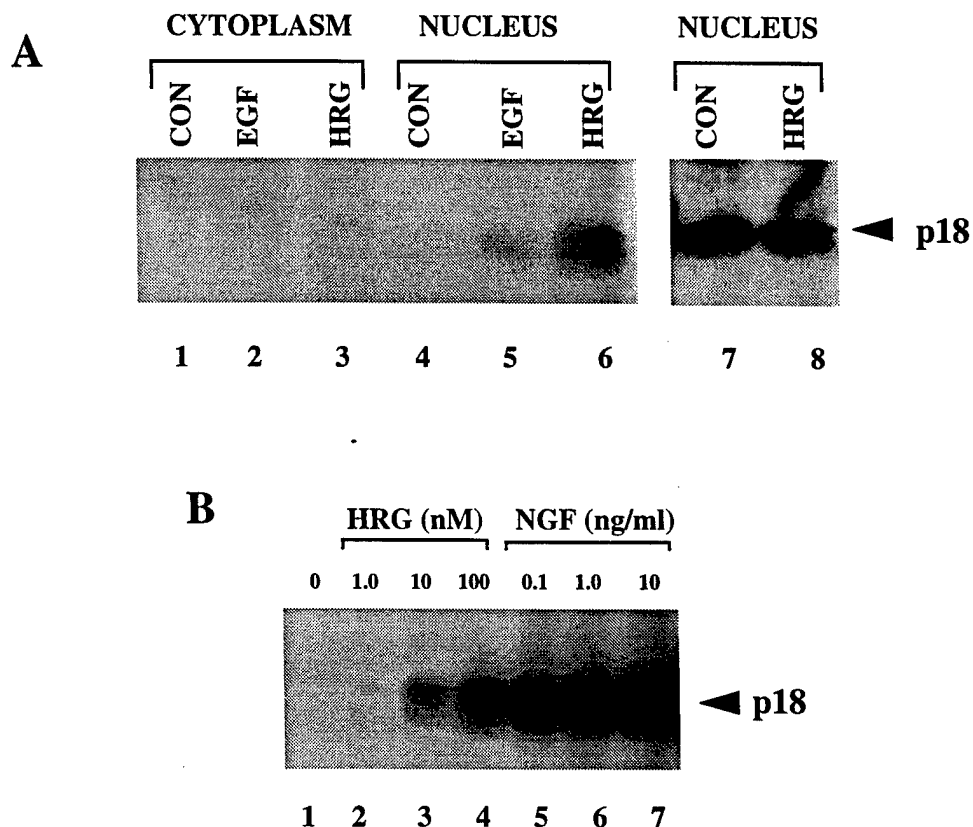 A
CYTOPLASM NUCLEUS NUCLEUS
CON EGF HRG CON EGF HRG CON HRG
p18
1 2 3 4 5 6 7 8
B
HRG (nM) NGF (ng/ml)
0 1.0 10 100 0.1 1.0 10
p18
1 2 3 4 5 6 7